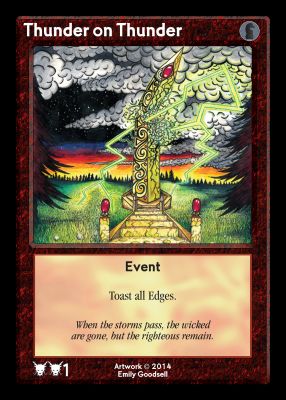 Thunder on Thunder
Event
Toast all Edges.
When the storms pass, the wicked
are gone, but the righteous remain.
1
Artwork © 2014
Emily Goodsell